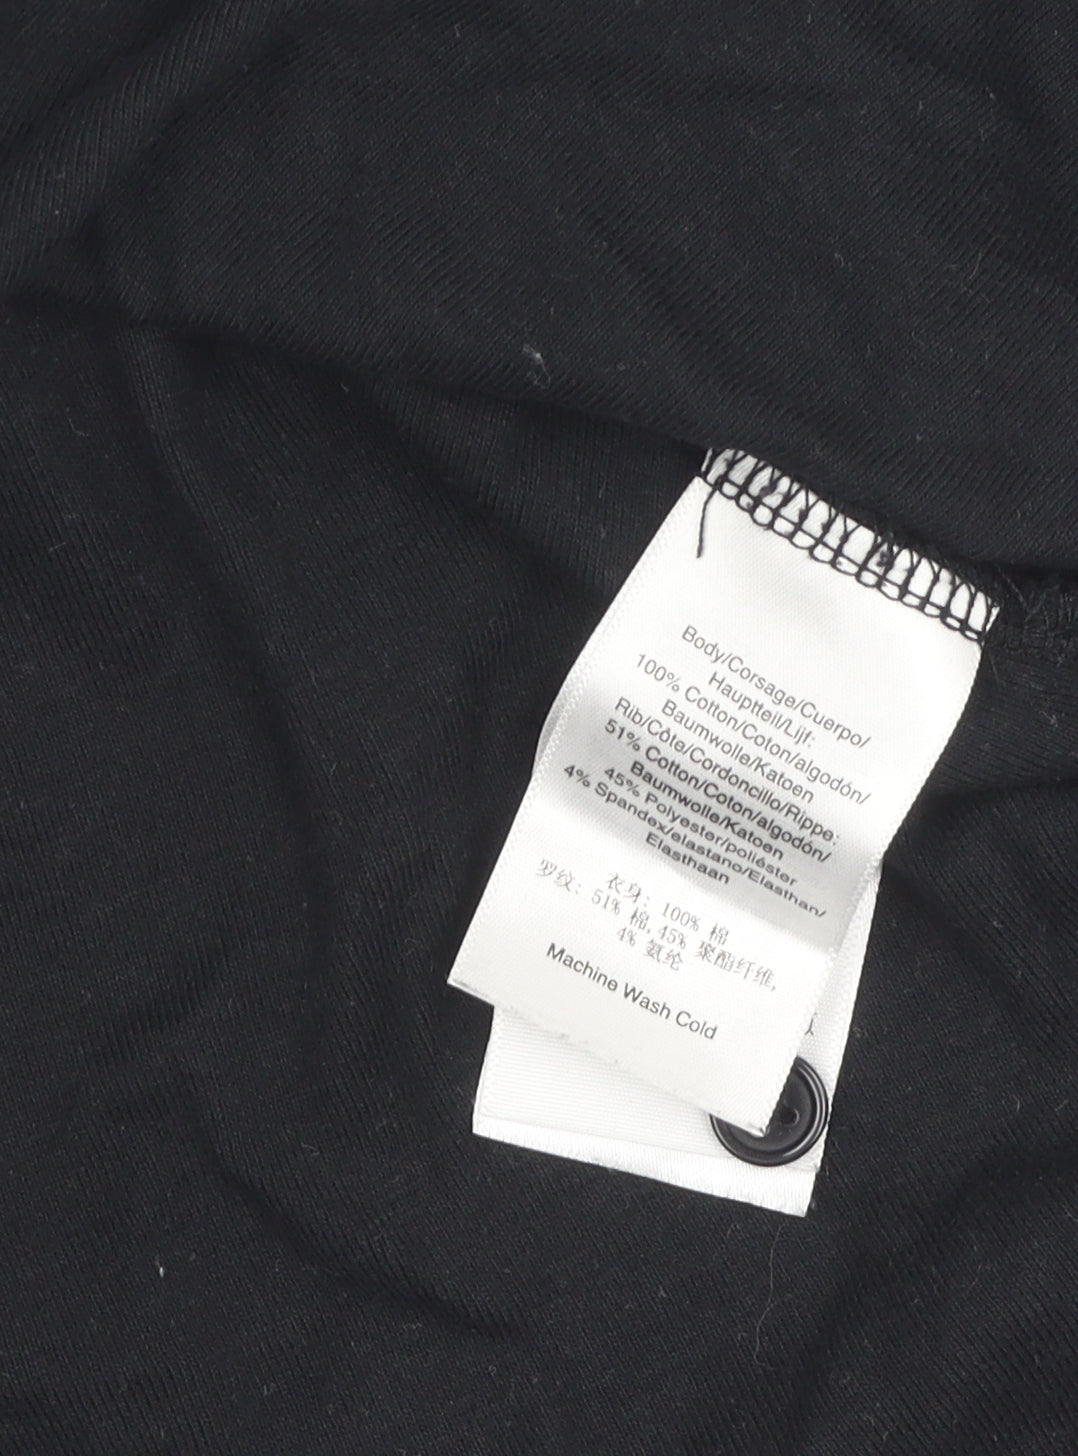 Body/Corsage/Cuerpo/
Hauptteil/Lijf:
100% Cotton/Coton/algodón/
Baumwolle/Katoen
Rib/Côte/Cordoncillo/Rippe:
51% Cotton/Coton/algodón/
Baumwolle/Katoen
45% Polyester/poliéster
4% Spandex/elastano/Elasthan/
Elasthaan
衣身: 100% 棉
罗纹: 51% 棉, 45% 聚酯纤维,
4% 氨纶
Machine Wash Cold